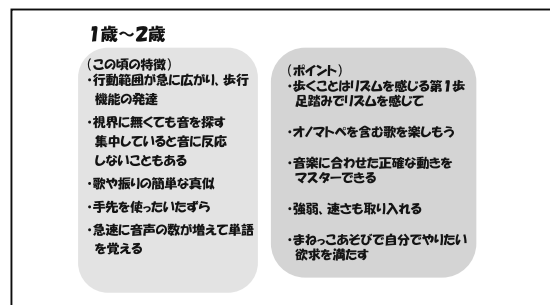 1歳～2歳
(この頃の特徴)
・行動範囲が急に広がり、歩行
機能の発達
・視界に無くても音を探す
集中していると音に反応
しないこともある
・歌や振りの簡単な真似
・手先を使ったいたずら
・急速に音声の数が増えて単語
を覚える
(ポイント)
・歩くことはリズムを感じる第1歩
足踏みでリズムを感じて
・オノマトペを含む歌を楽しもう
・音楽に合わせた正確な動きを
マスターできる
・強弱、速さも取り入れる
・まねっこあそびで自分でやりたい
欲求を満たす